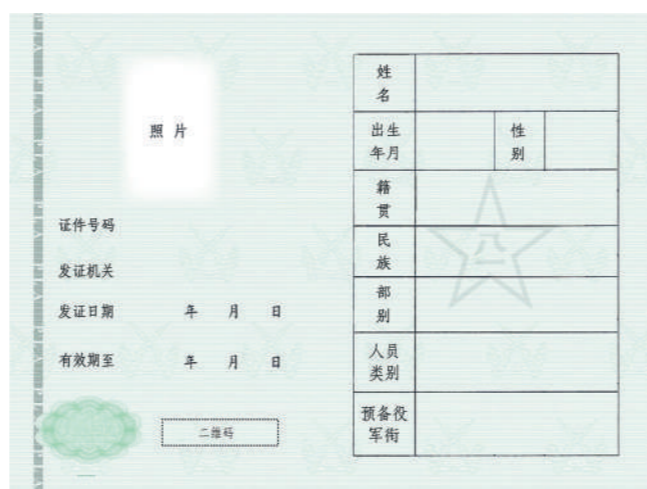 照片
证件号码
发证机关
发证日期 年 月 日
有效期至 年 月 日
二维码
姓
名
出生
年月
性
别
籍
贯
民
族
部
别
人员
类别
预备役
军衔
八一